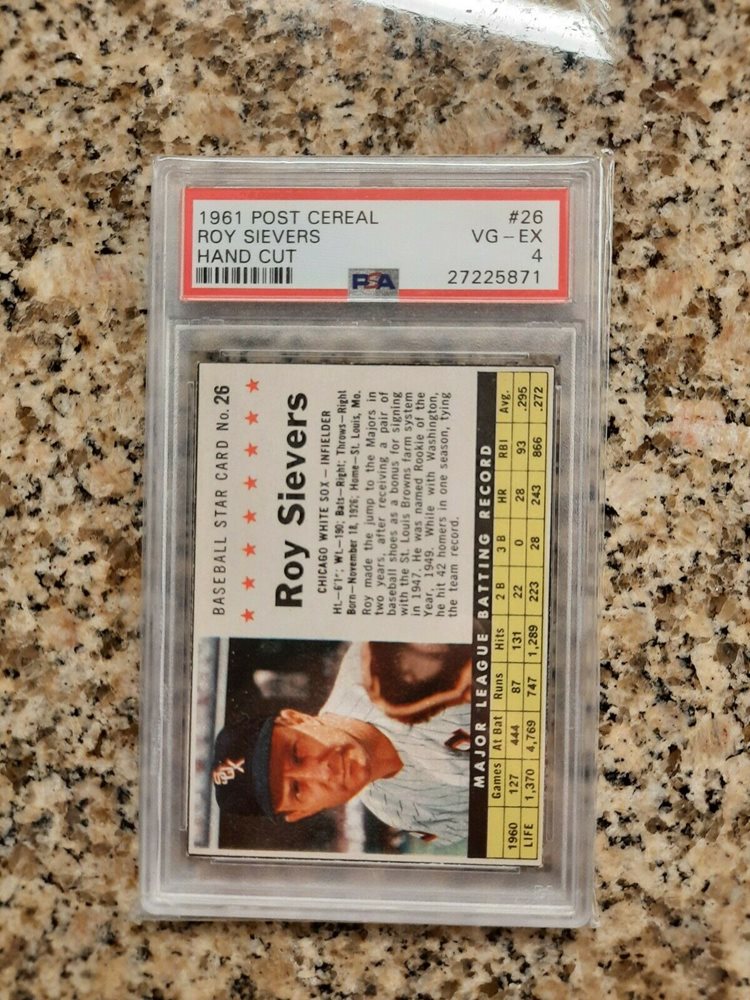 1961 POST CEREAL #26
ROY SIEVERS VG-EX
HAND CUT 4
PSA 27225871
BASEBALL STAR CARD No. 26
Roy Sievers
CHICAGO WHITE SOX — INFIELDER
Ht.—6'1"; Wt.—190; Bats—Right; Throws—Right
Born—November 18, 1926; Home—St. Louis, Mo.
Roy made the jump to the Majors in
two years, after receiving a pair of
baseball shoes as a bonus for signing
with the St. Louis Browns farm system
in 1947. He was named Rookie of the
Year, 1949. While with Washington,
he hit 42 homers in one season, tying
the team record.
SOX
MAJOR LEAGUE BATTING RECORD
Games At Bat Runs Hits 2 B 3 B HR RBI Avg.
1960 127 444 87 131 22 0 28 93 .295
LIFE 1,370 4,769 747 1,289 223 28 243 866 .272